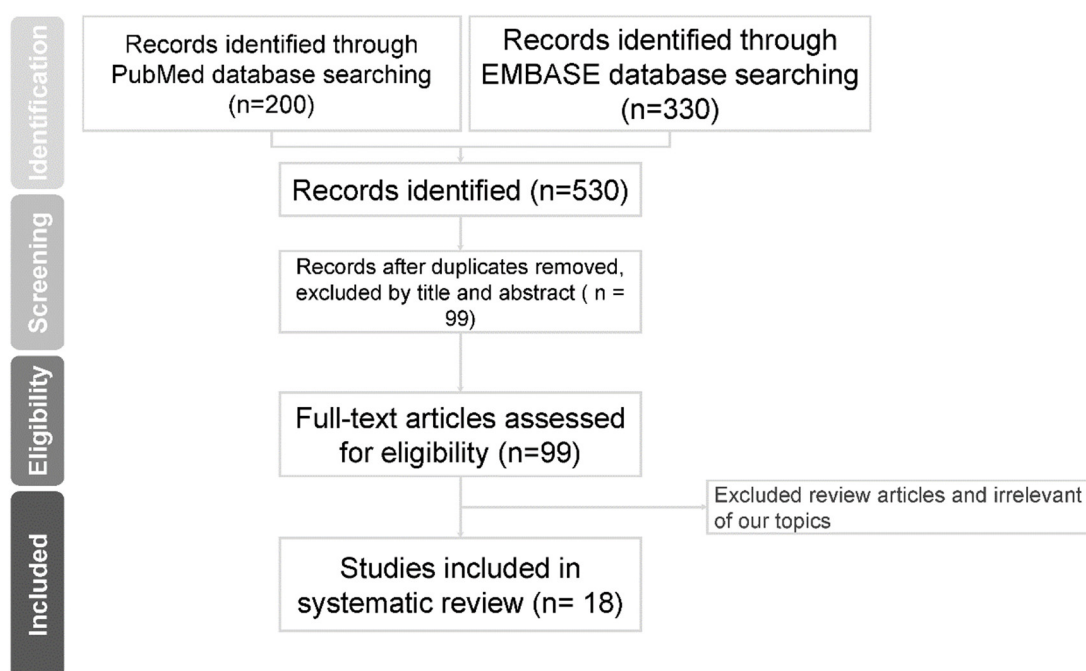 Identification
Records identified through
PubMed database searching
(n=200)
Records identified through
EMBASE database searching
(n=330)
Records identified (n=530)
Screening
Records after duplicates removed,
excluded by title and abstract ( n =
99)
Eligibility
Full-text articles assessed
for eligibility (n=99)
Excluded review articles and irrelevant
of our topics
Included
Studies included in
systematic review (n= 18)